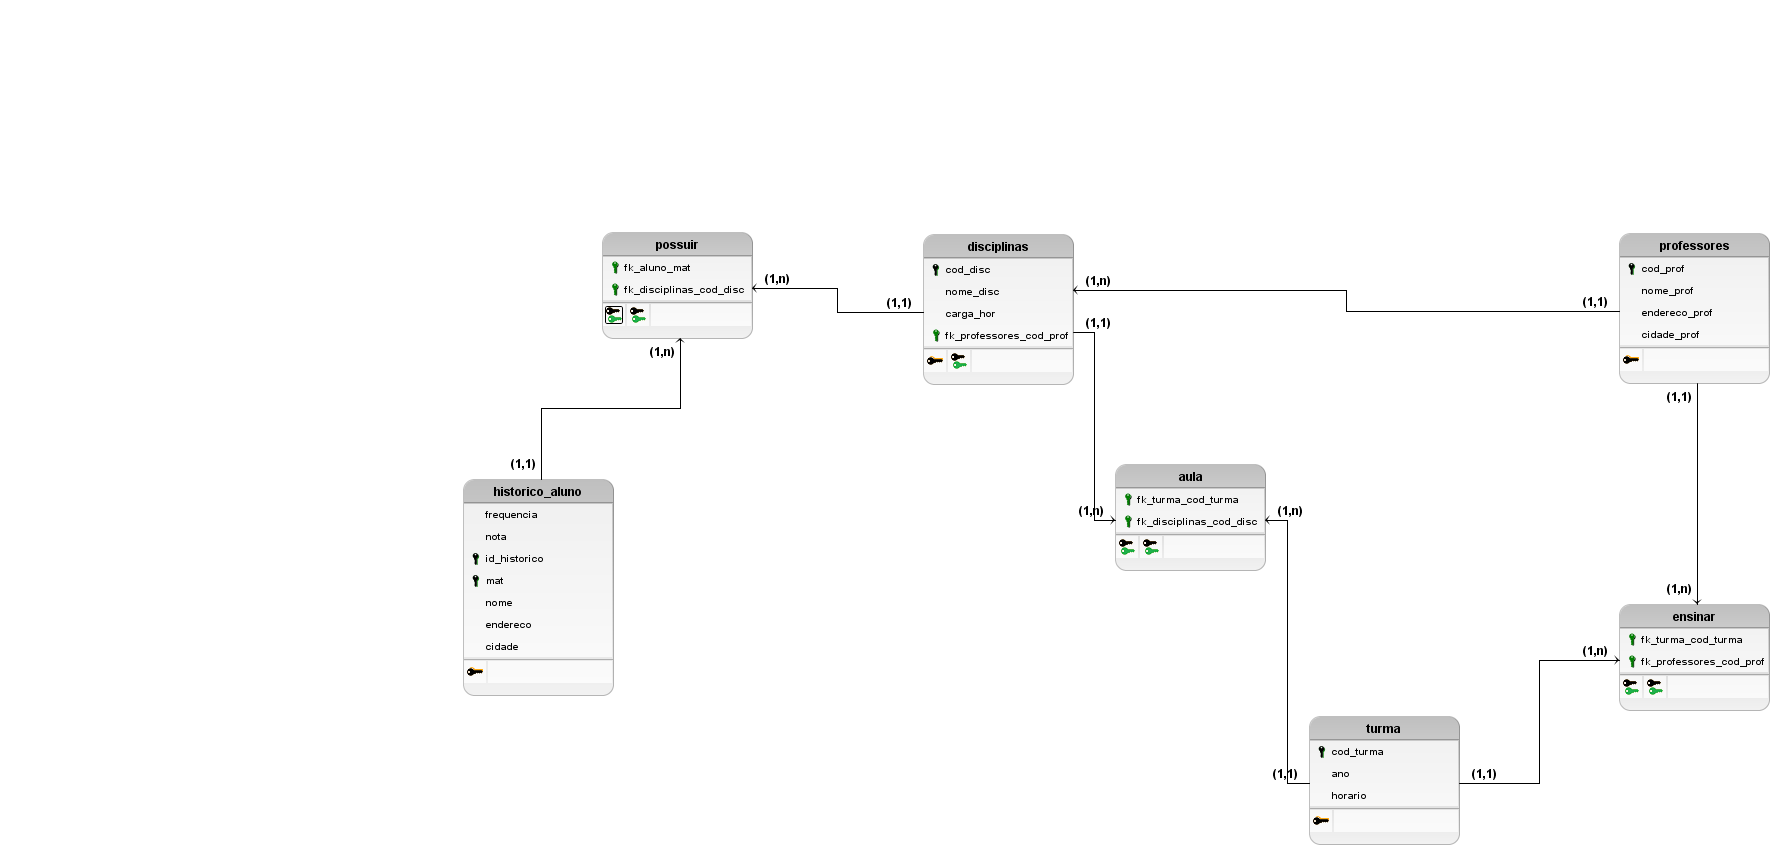 possuir
fk_aluno_mat
fk_disciplinas_cod_disc
(1,n)
(1,n)
disciplinas
cod_disc
nome_disc
carga_hor
fk_professores_cod_prof
(1,1)
(1,n)
(1,1)
professores
cod_prof
nome_prof
endereco_prof
cidade_prof
(1,1)
(1,1)
historico_aluno
frequencia
nota
id_historico
mat
nome
endereco
cidade
(1,1)
aula
fk_turma_cod_turma
fk_disciplinas_cod_disc
(1,n)
(1,n)
ensinar
fk_turma_cod_turma
fk_professores_cod_prof
(1,n)
(1,n)
turma
cod_turma
ano
horario
(1,1)
(1,1)